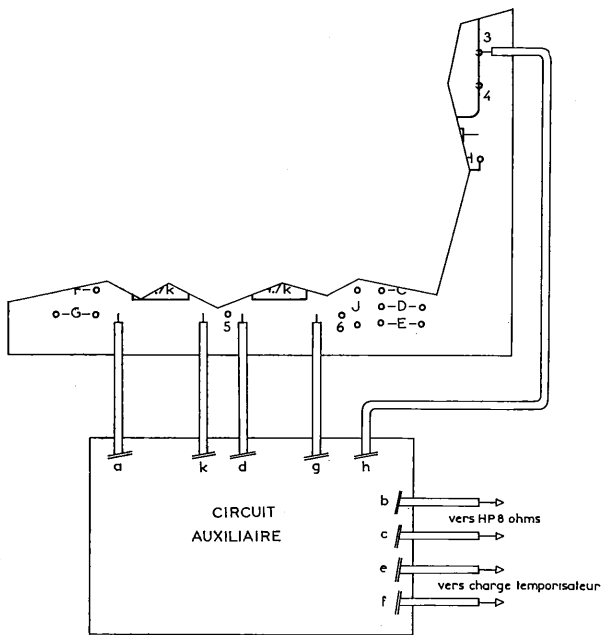 3
4
-G-
5
J
6
-D-
-E-
a
k
d
g
h
CIRCUIT
AUXILIAIRE
b
vers HP 8 ohms
c
e
vers charge temporisateur
f